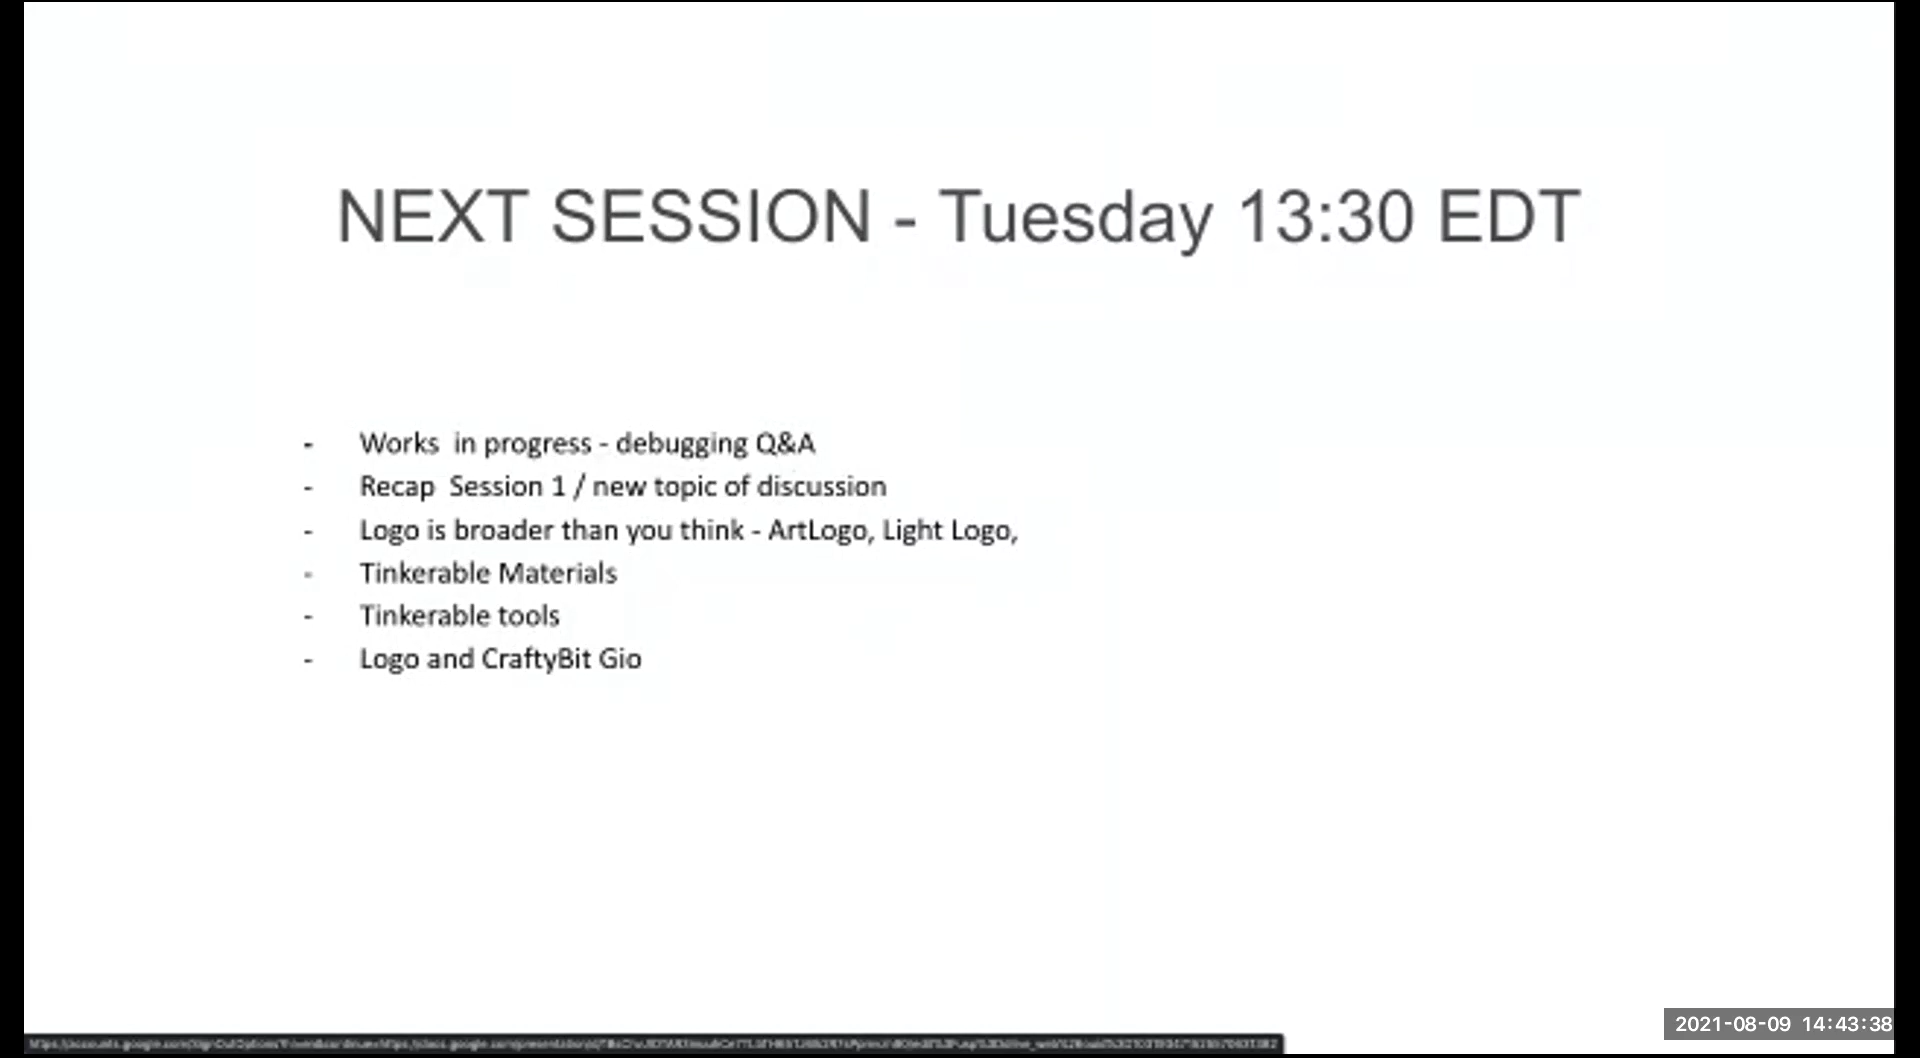 NEXT SESSION - Tuesday 13:30 EDT
- Works in progress - debugging Q&A
- Recap Session 1 / new topic of discussion
- Logo is broader than you think - ArtLogo, Light Logo,
- Tinkerable Materials
- Tinkerable tools
- Logo and CraftyBit Gio
2021-08-09 14:43:38